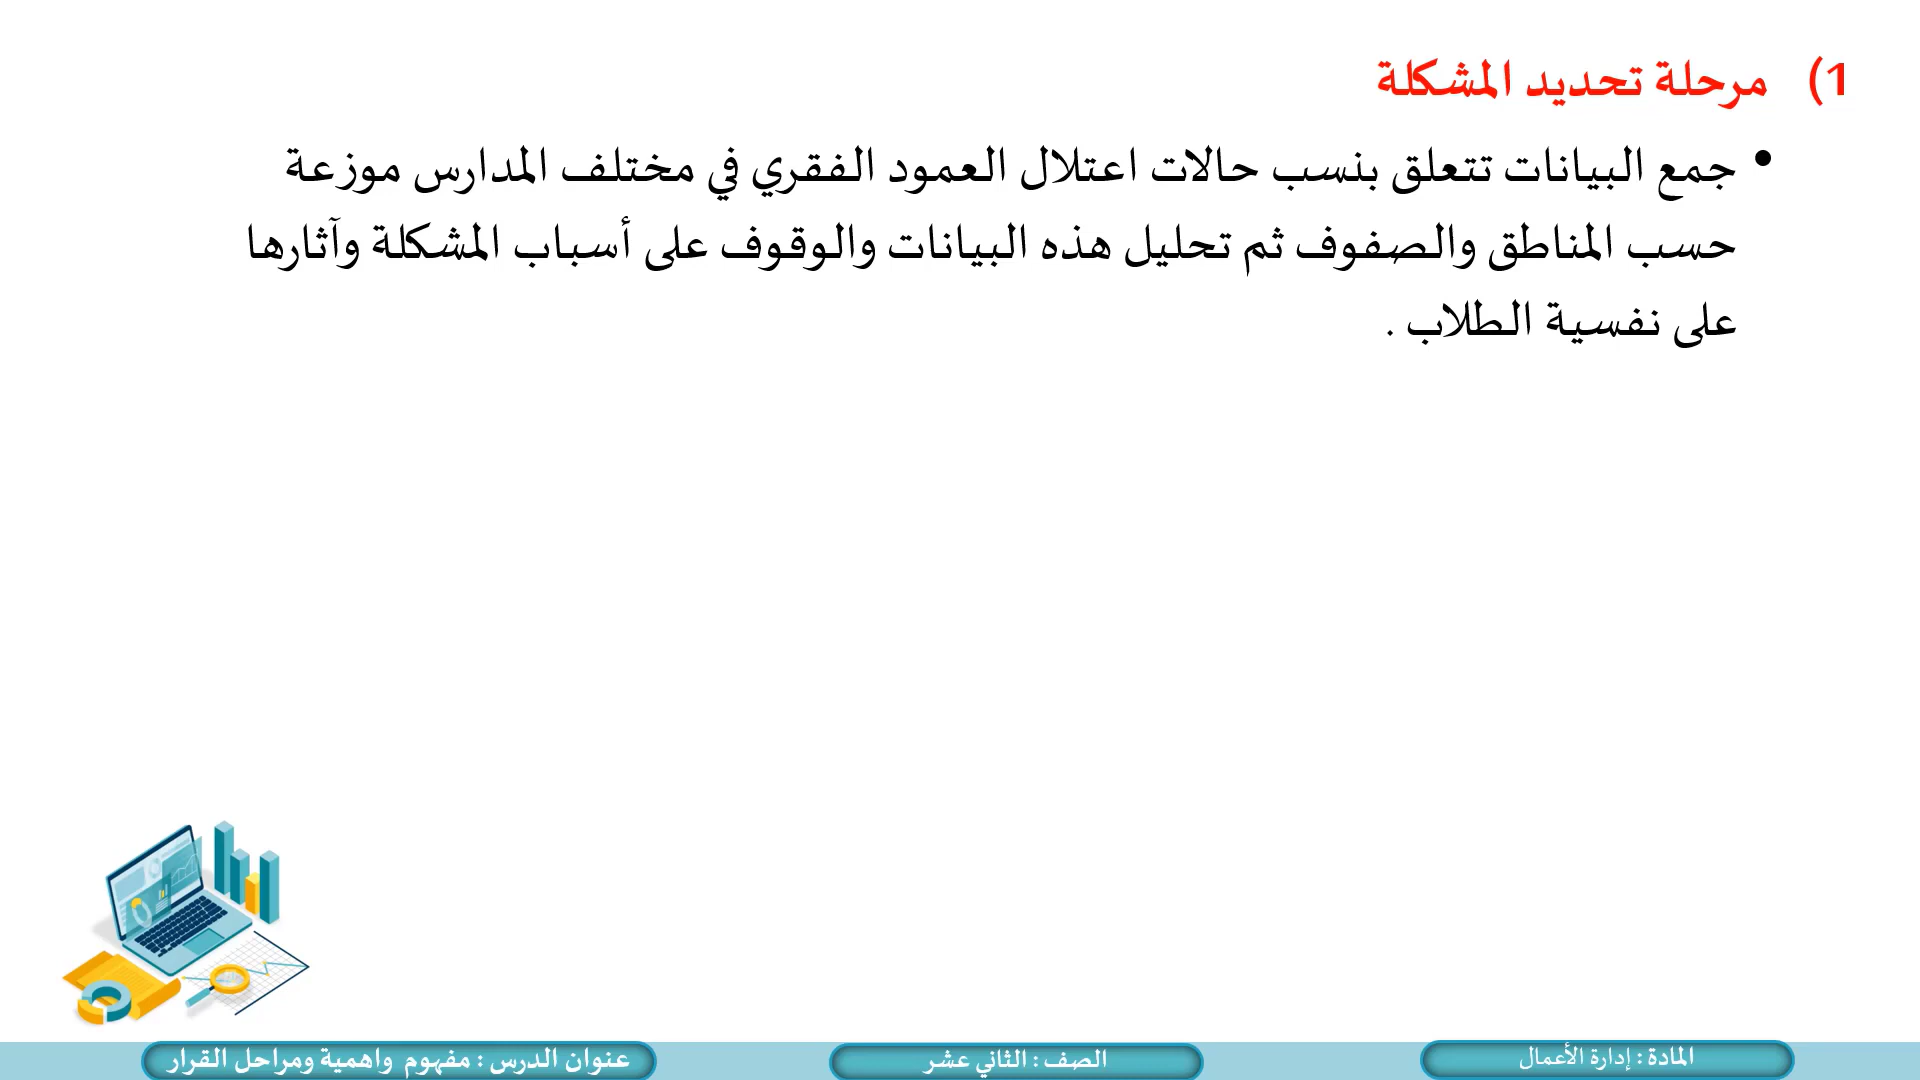 1) مرحلة تحديد المشكلة
• جمع البيانات تتعلق بنسب حالات اعتلال العمود الفقري في مختلف المدارس موزعة
حسب المناطق والصفوف ثم تحليل هذه البيانات والوقوف على أسباب المشكلة وآثارها
على نفسية الطلاب .
المادة : إدارة الأعمال
الصف : الثاني عشر
عنوان الدرس : مفهوم واهمية ومراحل القرار